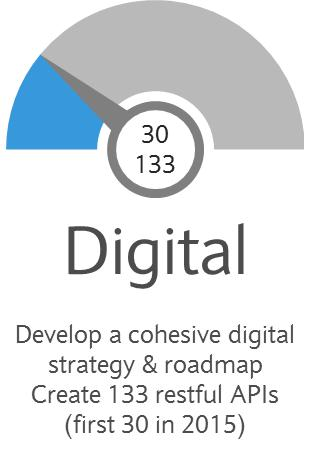 30
133
Digital
Develop a cohesive digital
strategy & roadmap
Create 133 restful APIs
(first 30 in 2015)